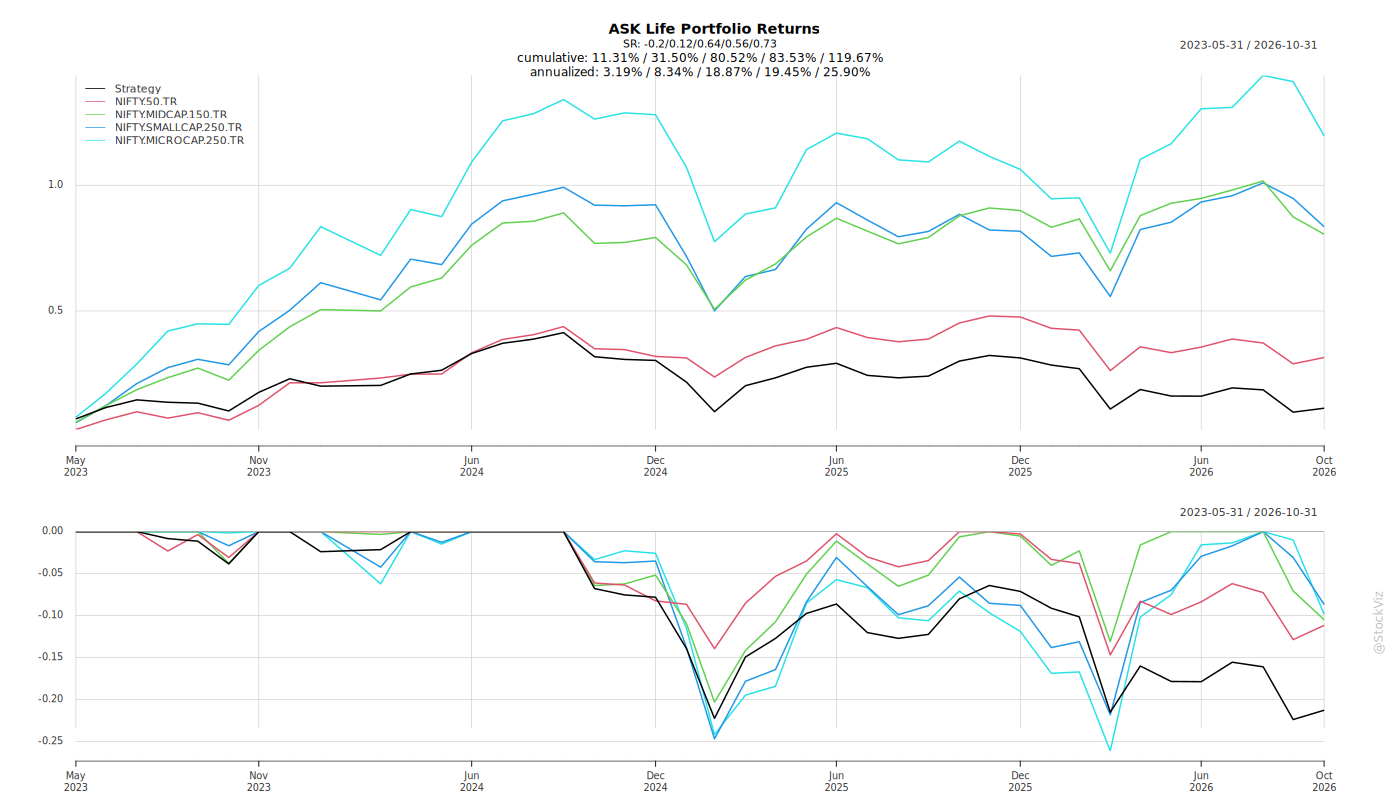 ASK Life Portfolio Returns
SR: -0.2/0.12/0.64/0.56/0.73
cumulative: 11.31% / 31.50% / 80.52% / 83.53% / 119.67%
annualized: 3.19% / 8.34% / 18.87% / 19.45% / 25.90%
2023-05-31 / 2026-10-31
Strategy
NIFTY.50.TR
NIFTY.MIDCAP.150.TR
NIFTY.SMALLCAP.250.TR
NIFTY.MICROCAP.250.TR
1.0
0.5
May Nov Jun Dec Jun Dec Jun Oct
2023 2023 2024 2024 2025 2025 2026 2026
2023-05-31 / 2026-10-31
0.00
-0.05
-0.10
-0.15
-0.20
-0.25
May Nov Jun Dec Jun Dec Jun Oct
2023 2023 2024 2024 2025 2025 2026 2026
@StockViz